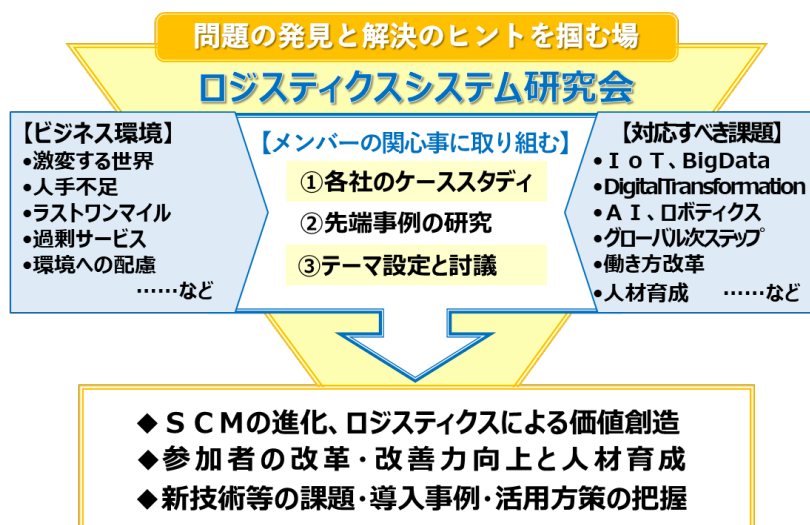 問題の発見と解決のヒントを掴む場
ロジスティクスシステム研究会
【ビジネス環境】
•激変する世界
•人手不足
•ラストワンマイル
•過剰サービス
•環境への配慮
……など
【メンバーの関心事に取り組む】
①各社のケーススタディ
②先端事例の研究
③テーマ設定と討議
【対応すべき課題】
•ＩｏＴ、BigData
•DigitalTransformation
•ＡＩ、ロボティクス
•グローバル次ステップ
•働き方改革
•人材育成 ……など
◆ＳＣＭの進化、ロジスティクスによる価値創造
◆参加者の改革・改善力向上と人材育成
◆新技術等の課題・導入事例・活用方策の把握